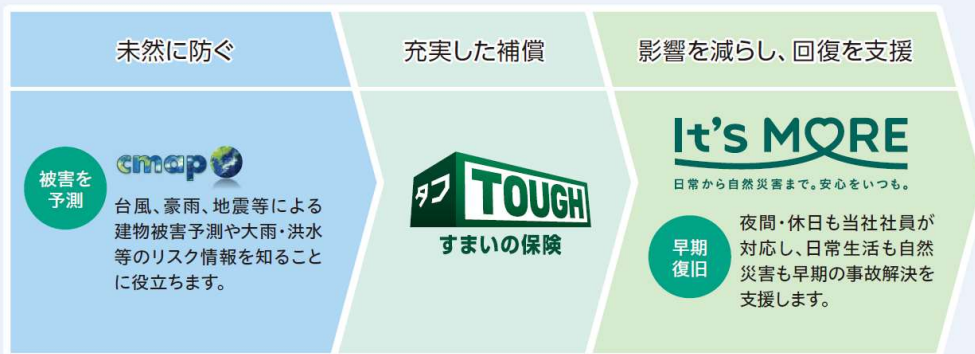 未然に防ぐ
充実した補償
影響を減らし、回復を支援
被害を
予測
cmap
台風、豪雨、地震等による
建物被害予測や大雨・洪水
等のリスク情報を知ること
に役立ちます。
タフ TOUGH
すまいの保険
It's MORE
日常から自然災害まで。安心をいつも。
早期
復旧
夜間・休日も当社社員が
対応し、日常生活も自然
災害も早期の事故解決を
支援します。